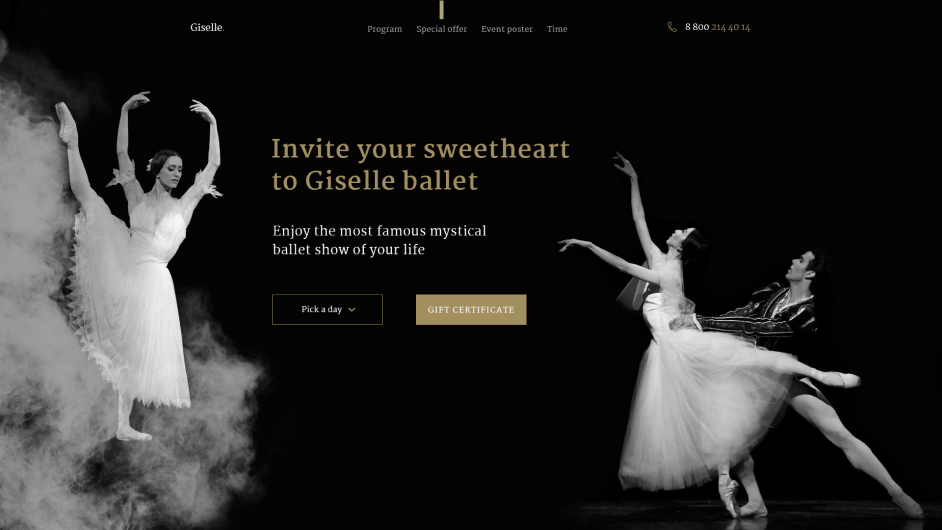 Giselle.
Program Special offer Event poster Time
8 800 214 40 14
Invite your sweetheart
to Giselle ballet
Enjoy the most famous mystical
ballet show of your life
Pick a day
GIFT CERTIFICATE